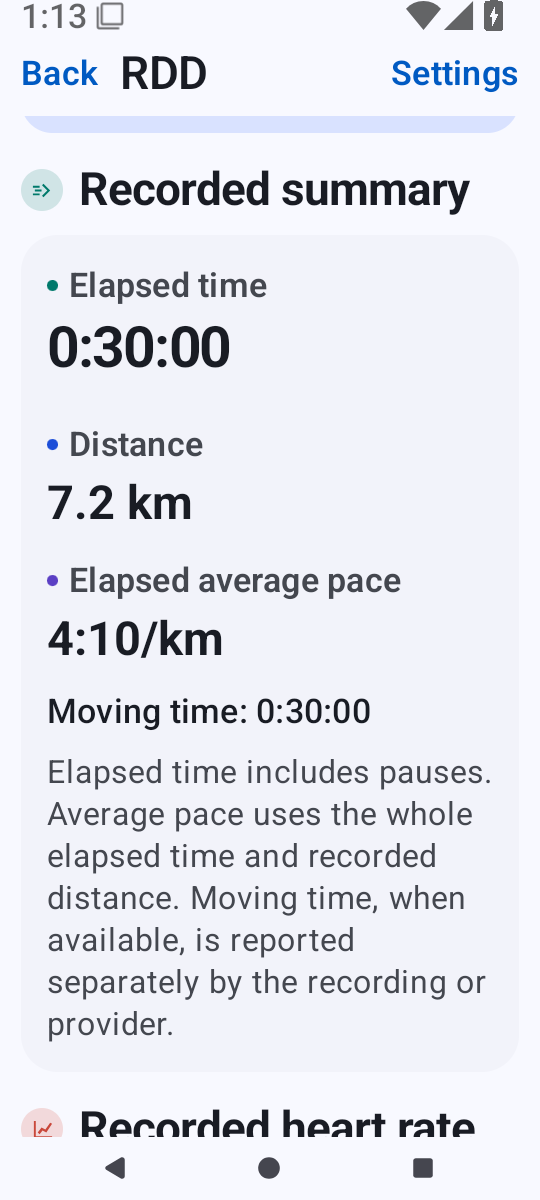 1:13
Back RDD Settings
Recorded summary
Elapsed time
0:30:00
Distance
7.2 km
Elapsed average pace
4:10/km
Moving time: 0:30:00
Elapsed time includes pauses.
Average pace uses the whole
elapsed time and recorded
distance. Moving time, when
available, is reported
separately by the recording or
provider.
Recorded heart rate